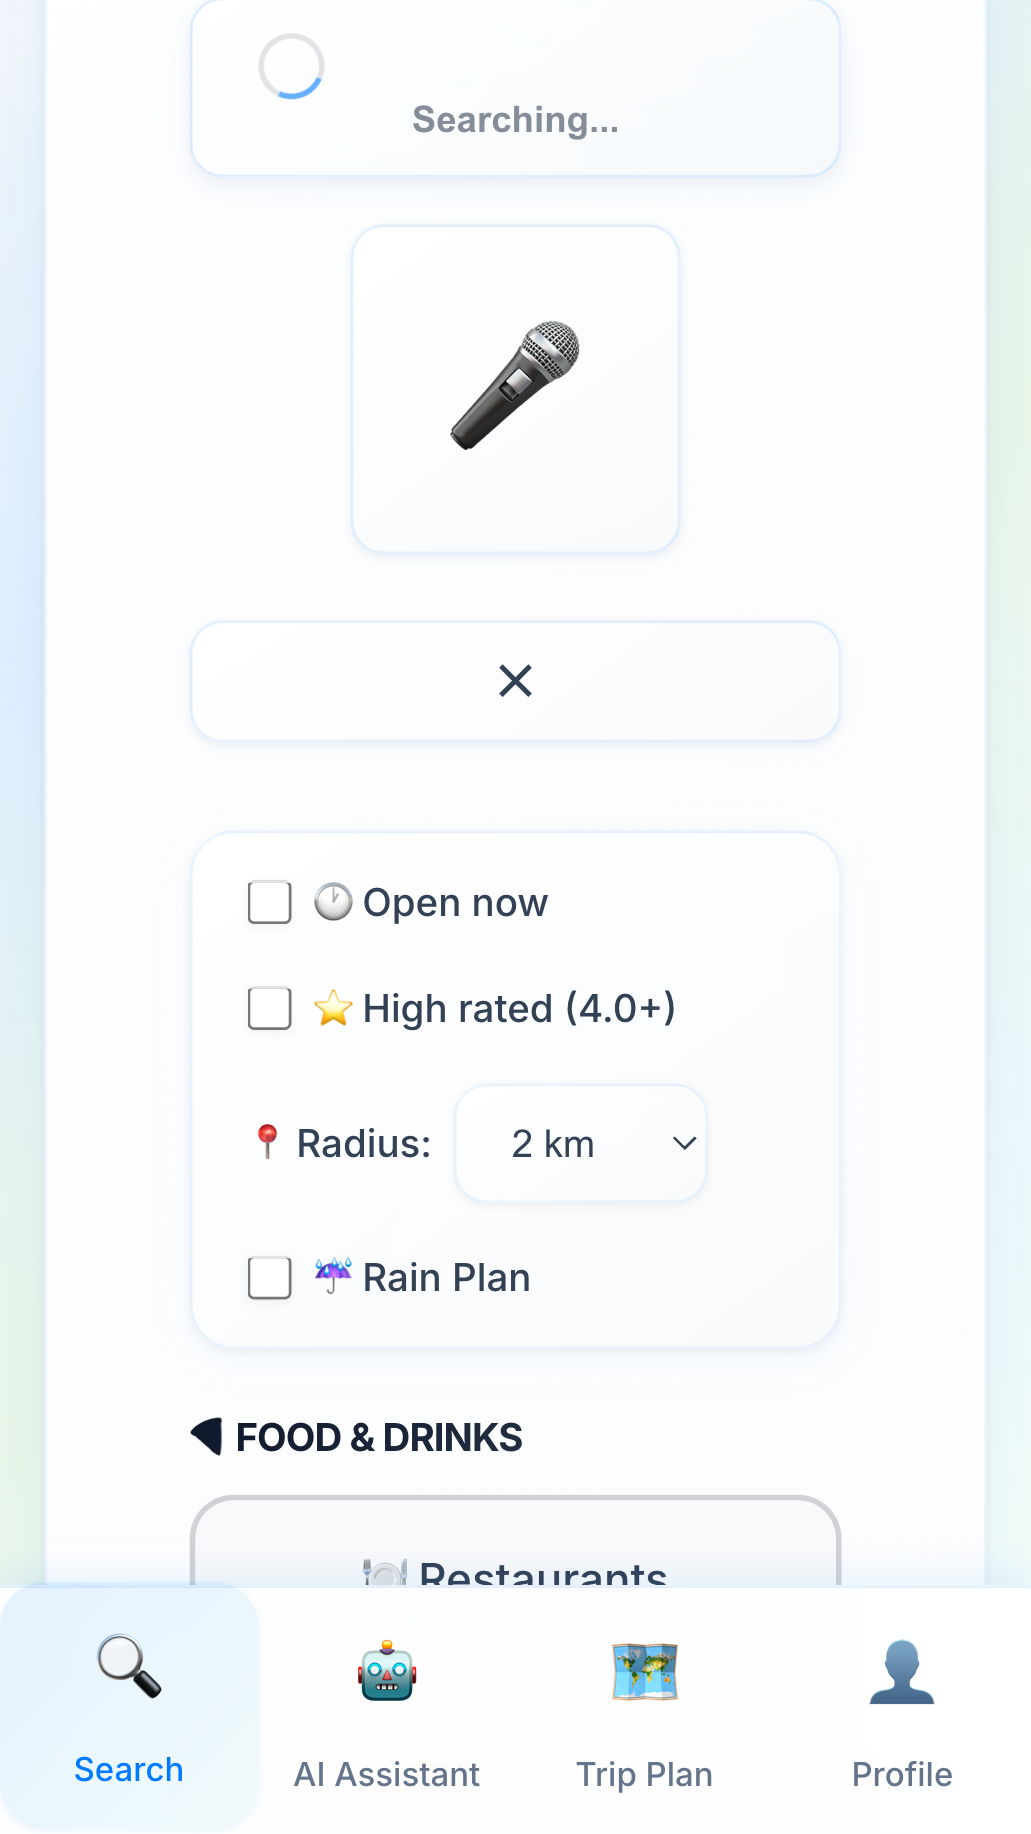 Searching...
×
Open now
High rated (4.0+)
Radius: 2 km
Rain Plan
FOOD & DRINKS
Restaurants
Search
AI Assistant
Trip Plan
Profile